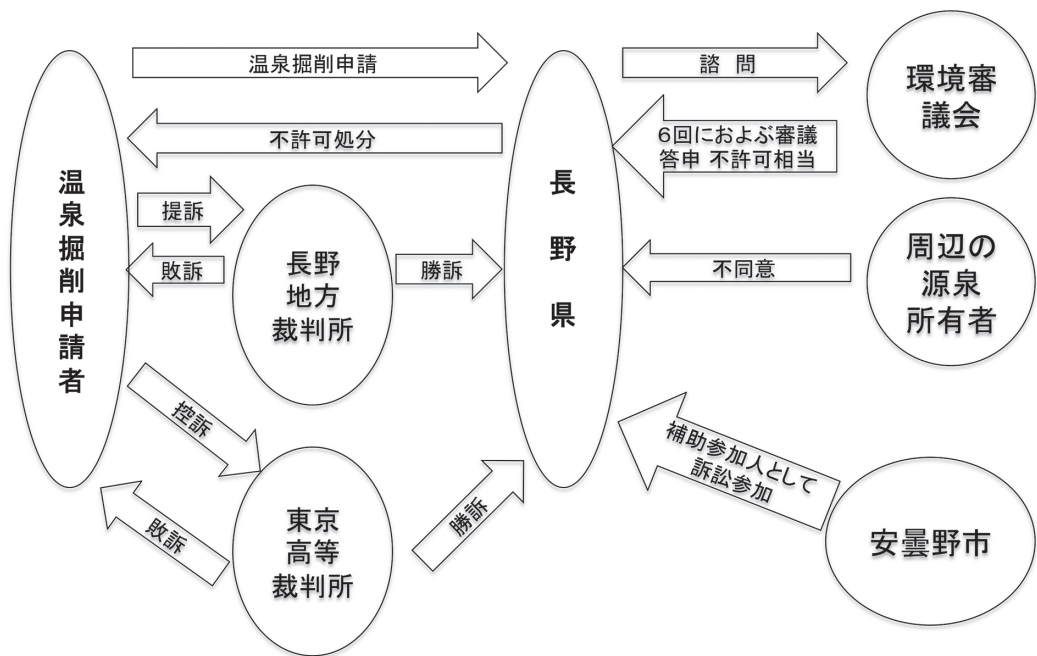 温泉掘削申請
諮 問
環境審
議会
不許可処分
6回におよぶ審議
答申 不許可相当
温泉掘削申請者
提訴
長野
地方
裁判所
敗訴
勝訴
長野県
不同意
周辺の
源泉
所有者
控訴
東京
高等
裁判所
敗訴
勝訴
補助参加人として
訴訟参加
安曇野市